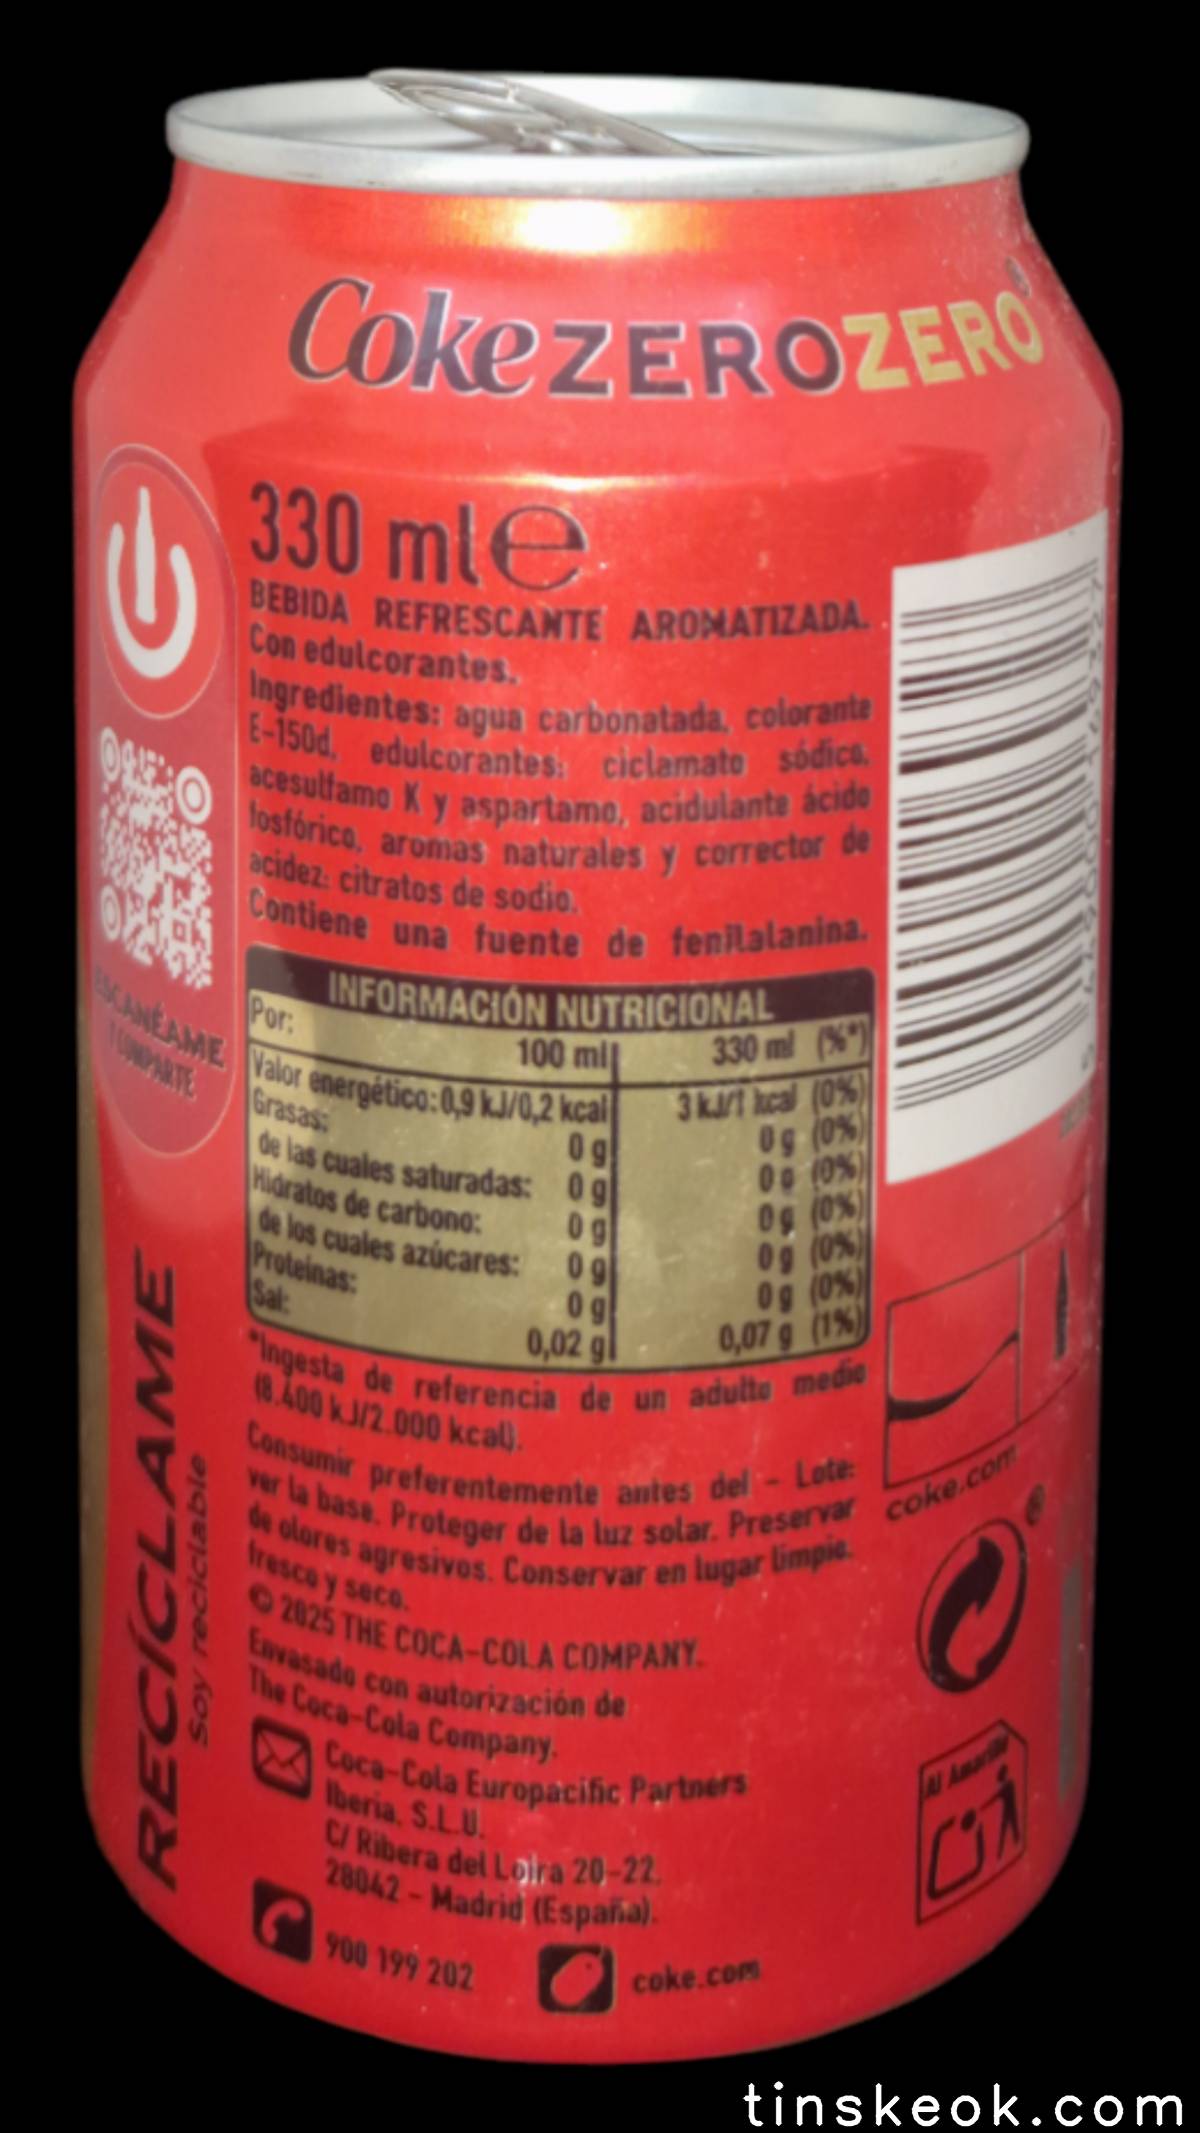 Coke ZERO ZERO
330 ml e
BEBIDA REFRESCANTE AROMATIZADA.
Con edulcorantes.
Ingredientes: agua carbonatada, colorante
E-150d, edulcorantes: ciclamato sódico,
acesulfamo K y aspartamo, acidulante ácido
fosfórico, aromas naturales y corrector de
acidez: citratos de sodio.
Contiene una fuente de fenilalanina.
INFORMACIÓN NUTRICIONAL
Por: 100 ml 330 ml (%*)
Valor energético: 0,9 kJ/0,2 kcal 3 kJ/1 kcal (0%)
Grasas: 0 g 0 g (0%)
de las cuales saturadas: 0 g 0 g (0%)
Hidratos de carbono: 0 g 0 g (0%)
de los cuales azúcares: 0 g 0 g (0%)
Proteínas: 0 g 0 g (0%)
Sal: 0,02 g 0,07 g (1%)
*Ingesta de referencia de un adulto medio
(8.400 kJ/2.000 kcal).
Consumir preferentemente antes del - Lote:
ver la base. Proteger de la luz solar. Preservar
de olores agresivos. Conservar en lugar limpio,
fresco y seco.
© 2025 THE COCA-COLA COMPANY.
Envasado con autorización de
The Coca-Cola Company.
Coca-Cola Europacific Partners
Iberia, S.L.U.
C/ Ribera del Loira 20-22.
28042 - Madrid (España).
900 199 202 coke.com
ESCANÉAME
Y COMPARTE
RECÍCLAME
Soy reciclable
coke.com
®
Al Amarillo
tinskeok.com